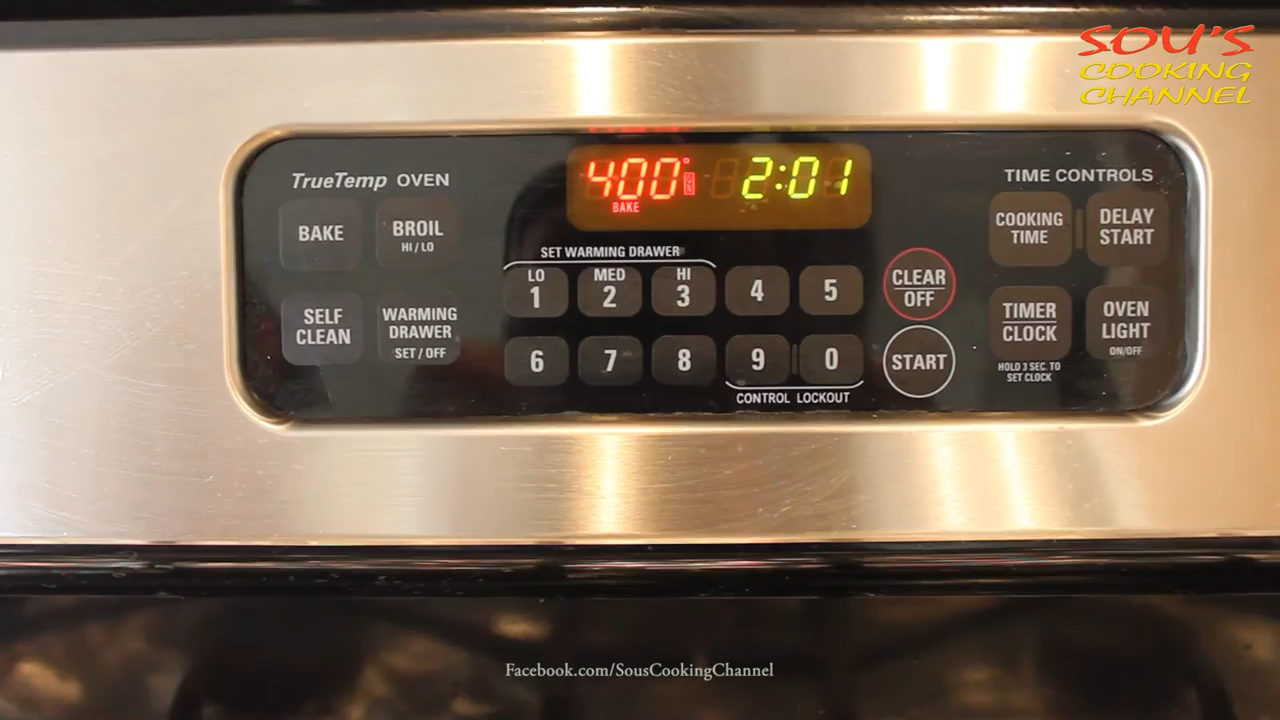 SOU'S
COOKING
CHANNEL
TrueTemp OVEN
BAKE
BROIL
HI / LO
SELF
CLEAN
WARMING
DRAWER
SET / OFF
400°
ON
BAKE
2:01
SET WARMING DRAWER
LO
1
MED
2
HI
3
4
5
6
7
8
9
0
CONTROL LOCKOUT
CLEAR
OFF
START
TIME CONTROLS
COOKING
TIME
DELAY
START
TIMER
CLOCK
HOLD 3 SEC. TO
SET CLOCK
OVEN
LIGHT
ON/OFF
Facebook.com/SousCookingChannel